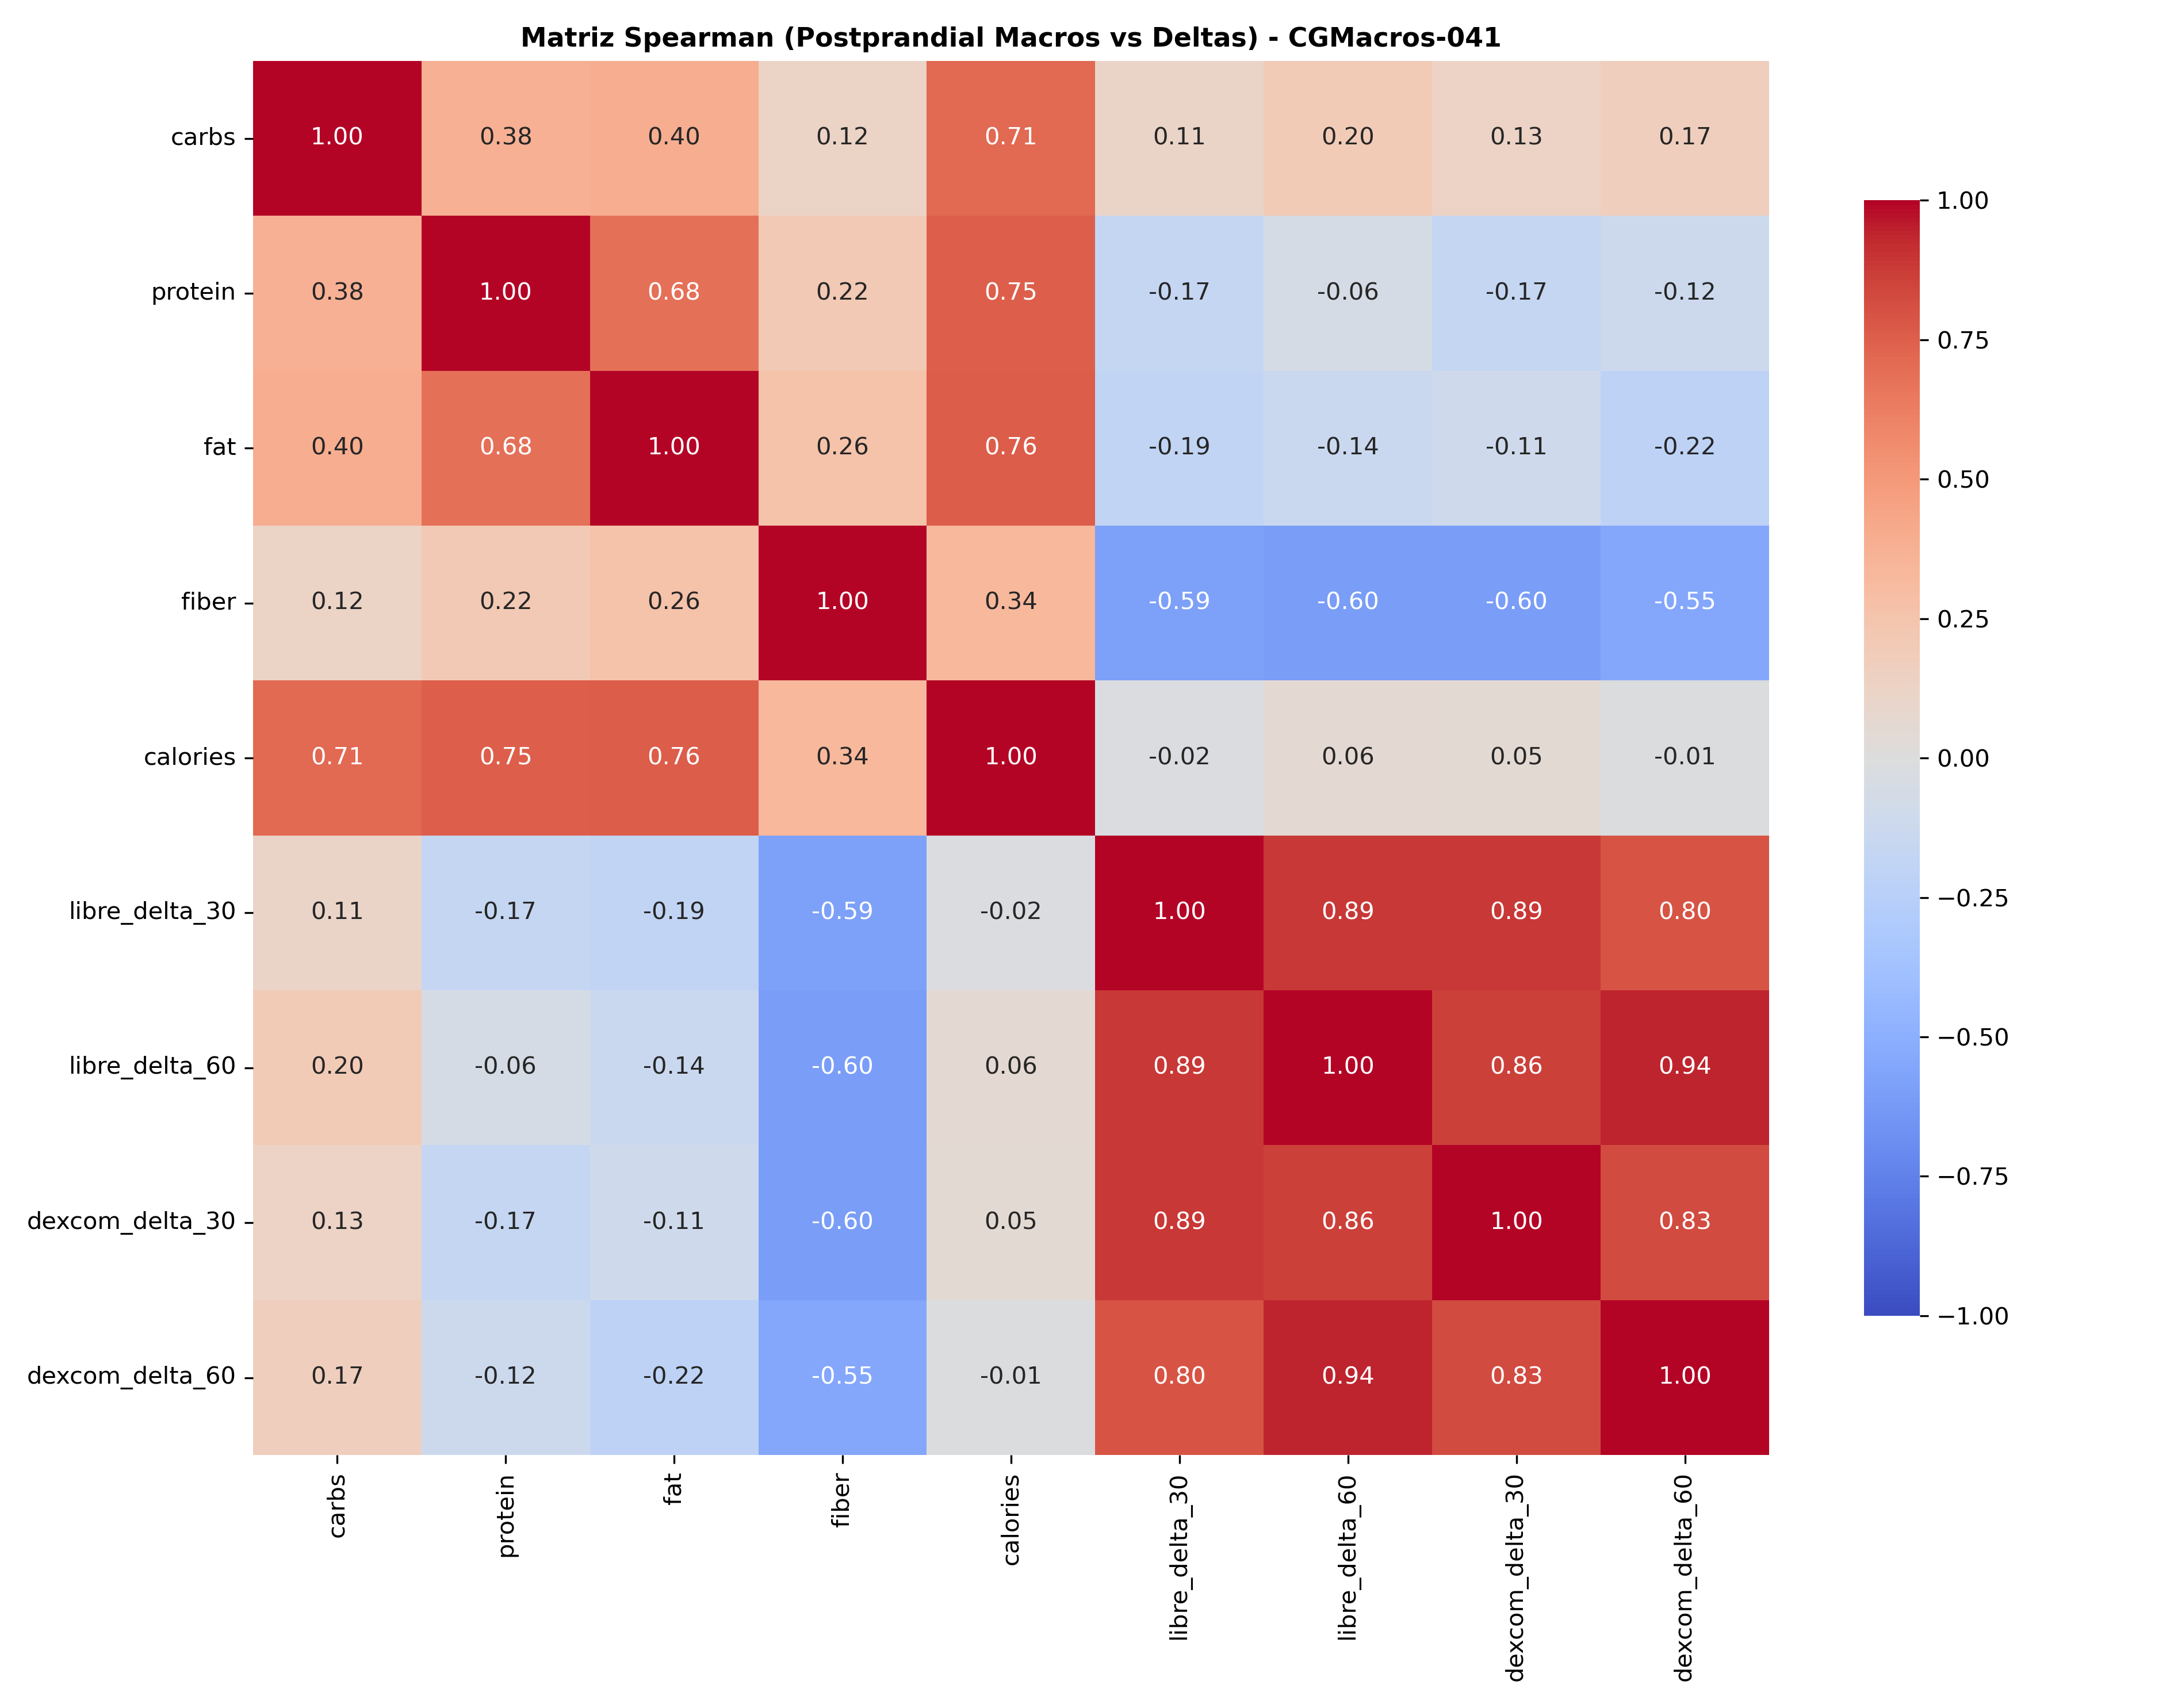 Matriz Spearman (Postprandial Macros vs Deltas) - CGMacros-041
carbs 1.00 0.38 0.40 0.12 0.71 0.11 0.20 0.13 0.17
protein 0.38 1.00 0.68 0.22 0.75 -0.17 -0.06 -0.17 -0.12
fat 0.40 0.68 1.00 0.26 0.76 -0.19 -0.14 -0.11 -0.22
fiber 0.12 0.22 0.26 1.00 0.34 -0.59 -0.60 -0.60 -0.55
calories 0.71 0.75 0.76 0.34 1.00 -0.02 0.06 0.05 -0.01
libre_delta_30 0.11 -0.17 -0.19 -0.59 -0.02 1.00 0.89 0.89 0.80
libre_delta_60 0.20 -0.06 -0.14 -0.60 0.06 0.89 1.00 0.86 0.94
dexcom_delta_30 0.13 -0.17 -0.11 -0.60 0.05 0.89 0.86 1.00 0.83
dexcom_delta_60 0.17 -0.12 -0.22 -0.55 -0.01 0.80 0.94 0.83 1.00
carbs protein fat fiber calories libre_delta_30 libre_delta_60 dexcom_delta_30 dexcom_delta_60
1.00
0.75
0.50
0.25
0.00
−0.25
−0.50
−0.75
−1.00